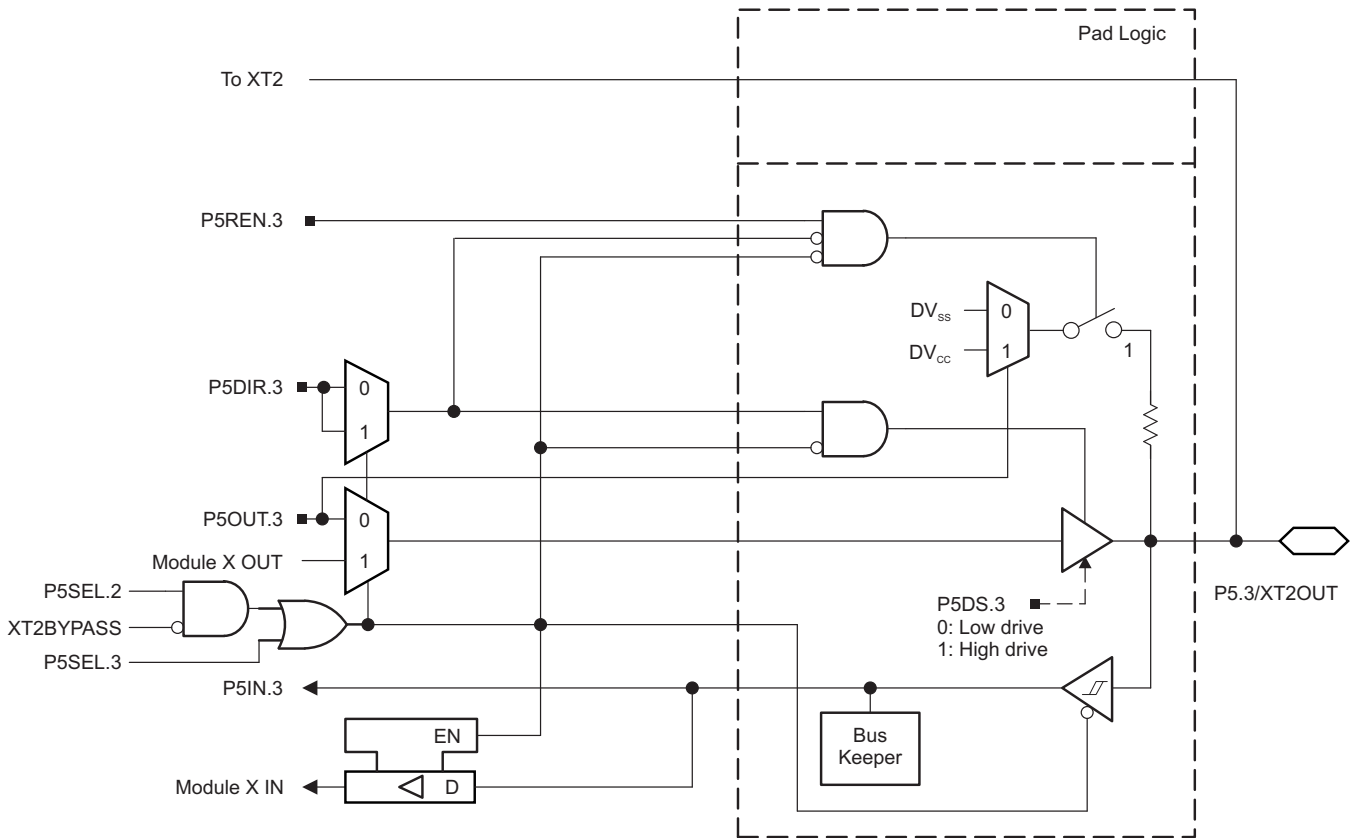 Pad Logic
To XT2
P5REN.3
DVSS
0
DVCC
1
1
P5DIR.3
0
1
P5OUT.3
0
Module X OUT
1
P5SEL.2
XT2BYPASS
P5SEL.3
P5DS.3
0: Low drive
1: High drive
P5.3/XT2OUT
P5IN.3
Bus
Keeper
EN
Module X IN
D